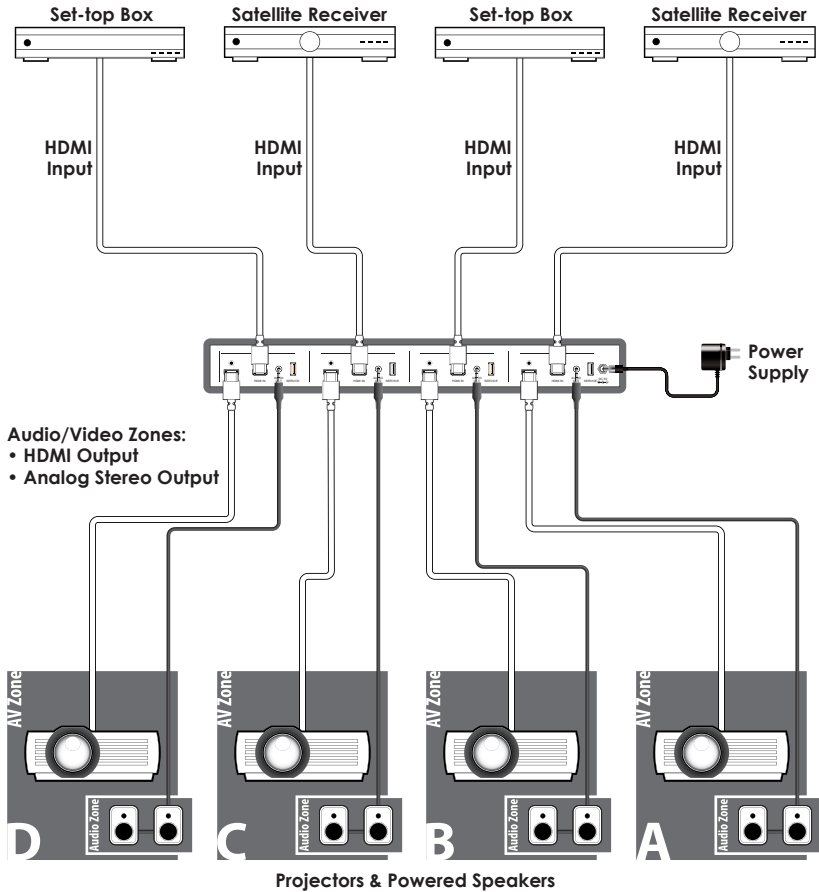 Set-top Box
Satellite Receiver
Set-top Box
Satellite Receiver
HDMI
Input
HDMI
Input
HDMI
Input
HDMI
Input
Power
Supply
Audio/Video Zones:
• HDMI Output
• Analog Stereo Output
AV Zone
D
Audio Zone
AV Zone
C
Audio Zone
AV Zone
B
Audio Zone
AV Zone
A
Audio Zone
Projectors & Powered Speakers